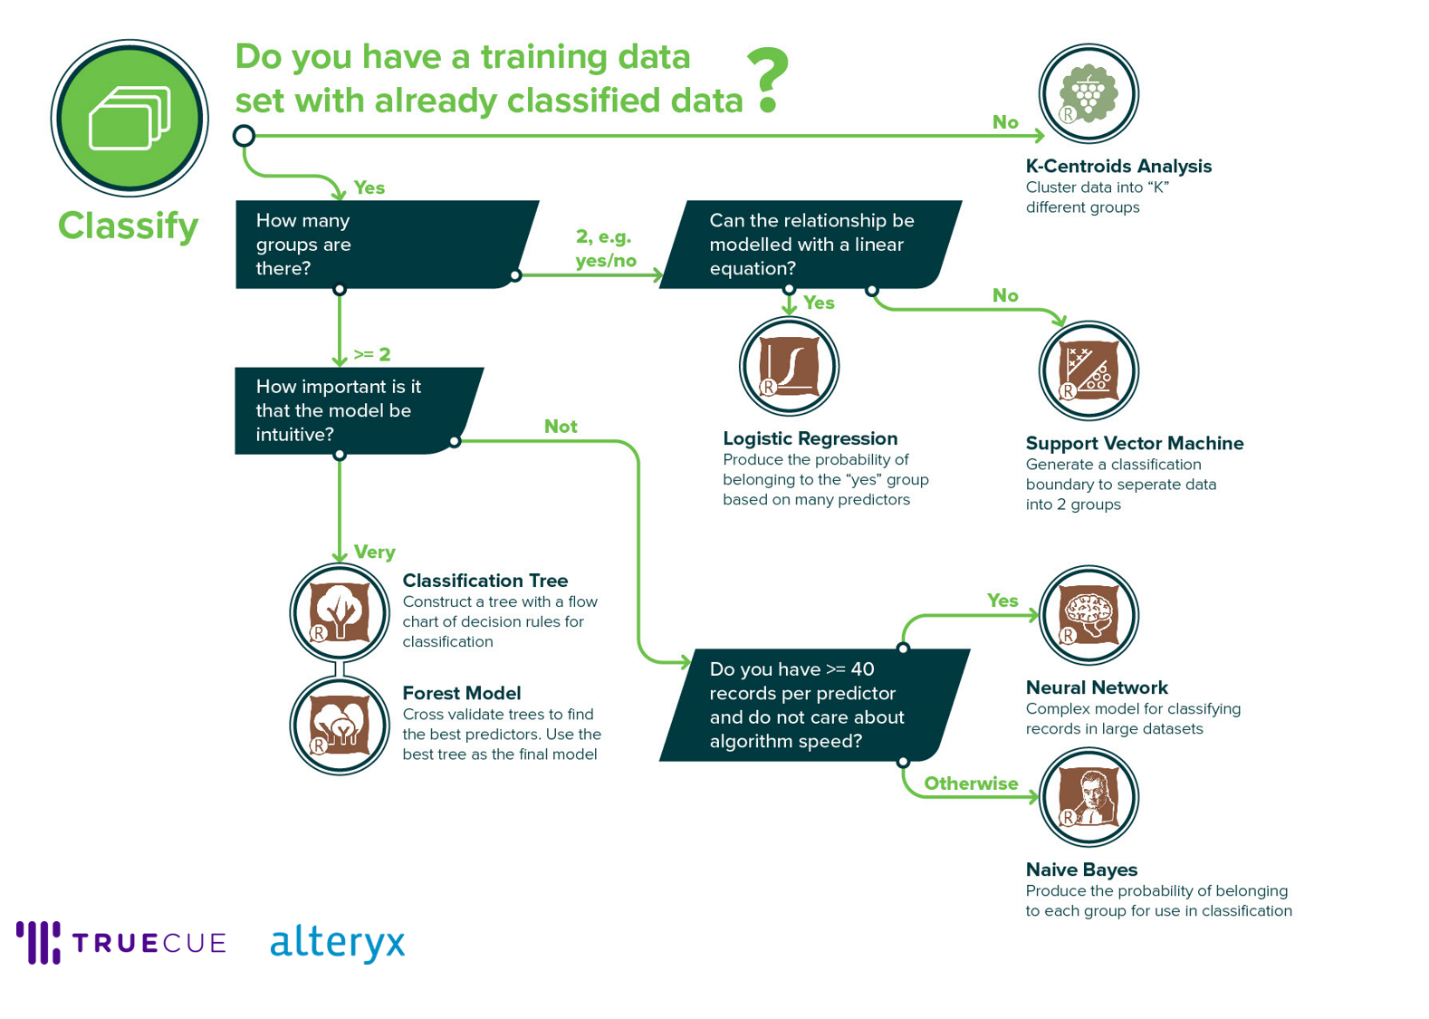 Do you have a training data
set with already classified data ?
Classify
No
K-Centroids Analysis
Cluster data into “K”
different groups
Yes
How many
groups are
there?
2, e.g.
yes/no
Can the relationship be
modelled with a linear
equation?
Yes
No
R
R
R
Logistic Regression
Produce the probability of
belonging to the “yes” group
based on many predictors
Support Vector Machine
Generate a classification
boundary to seperate data
into 2 groups
>= 2
How important is it
that the model be
intuitive?
Not
Very
R
Classification Tree
Construct a tree with a flow
chart of decision rules for
classification
R
Forest Model
Cross validate trees to find
the best predictors. Use the
best tree as the final model
Do you have >= 40
records per predictor
and do not care about
algorithm speed?
Yes
R
Neural Network
Complex model for classifying
records in large datasets
Otherwise
R
Naive Bayes
Produce the probability of belonging
to each group for use in classification
TRUECUE
alteryx